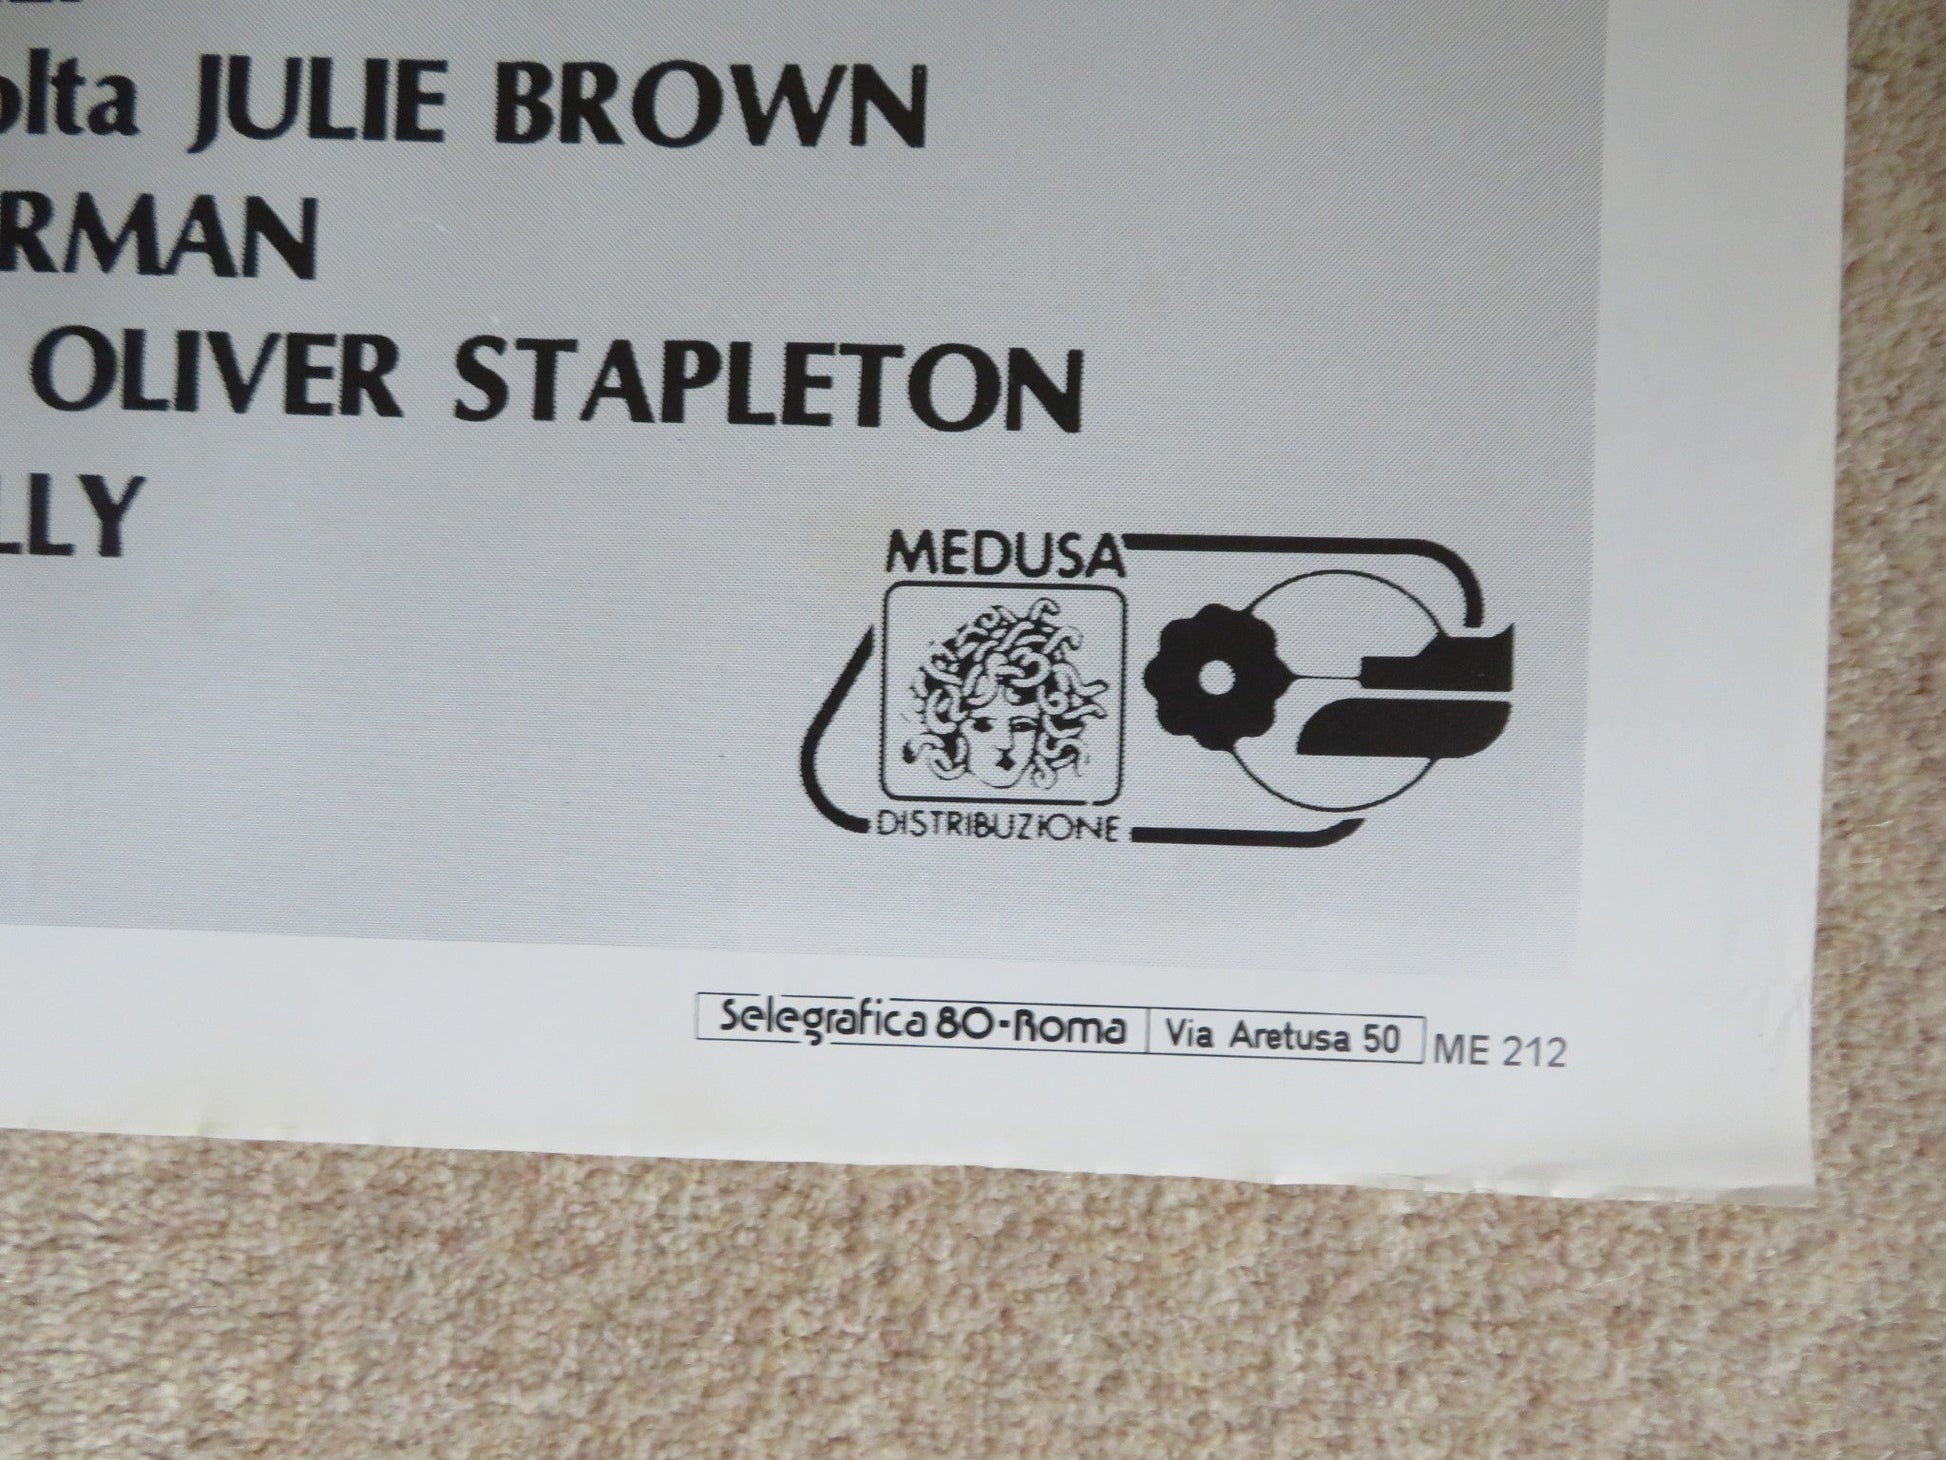 olta JULIE BROWN
RMAN
OLIVER STAPLETON
LLY
MEDUSA
DISTRIBUZIONE
Selegrafica 80-Roma Via Aretusa 50 ME 212